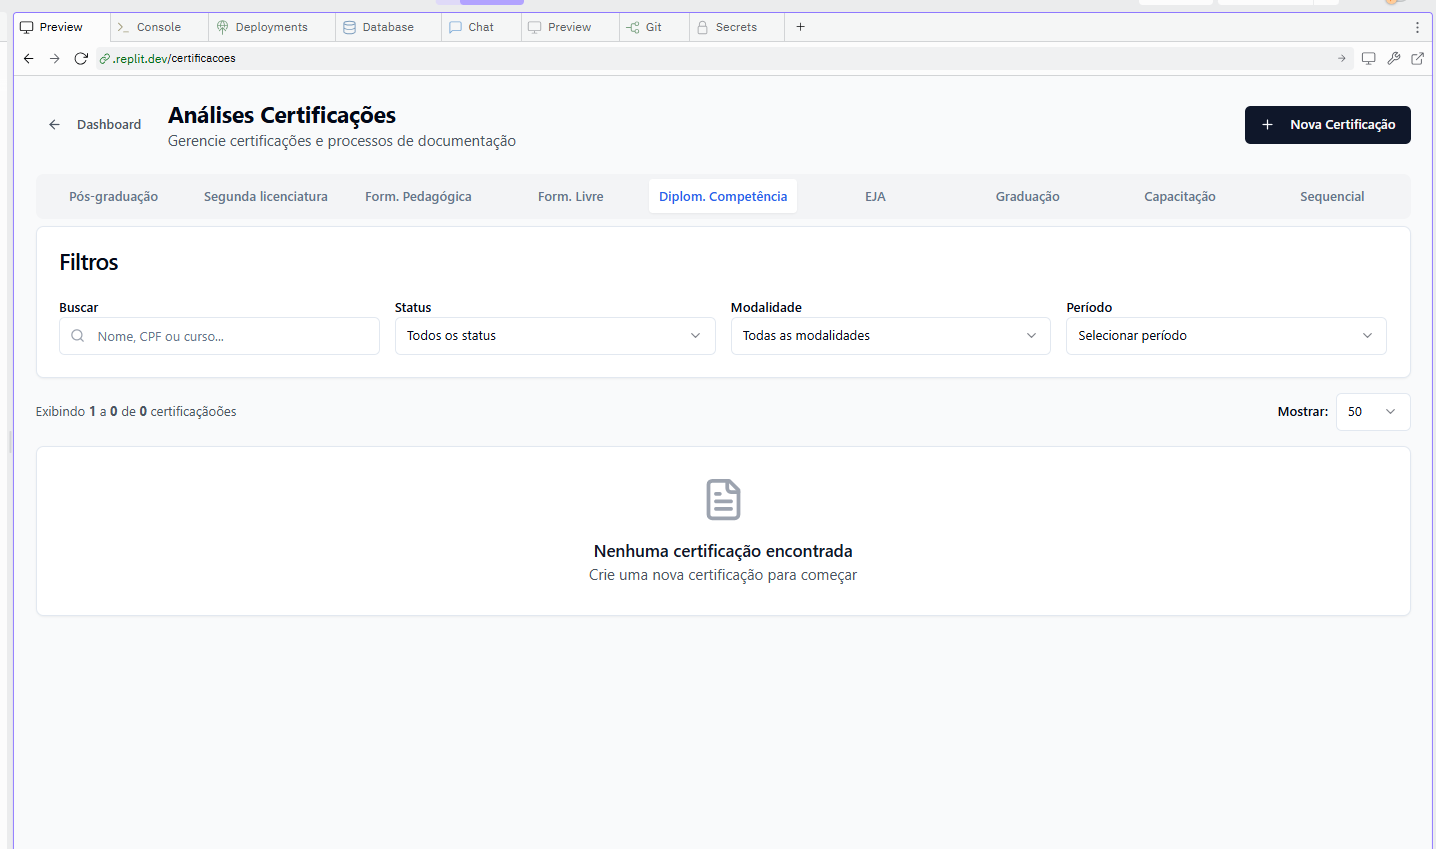 Preview Console Deployments Database Chat Preview Git Secrets
.replit.dev/certificacoes
Dashboard
Análises Certificações
Gerencie certificações e processos de documentação
Nova Certificação
Pós-graduação Segunda licenciatura Form. Pedagógica Form. Livre Diplom. Competência EJA Graduação Capacitação Sequencial
Filtros
Buscar Status Modalidade Período
Nome, CPF ou curso... Todos os status Todas as modalidades Selecionar período
Exibindo 1 a 0 de 0 certificaçãoões
Mostrar: 50
Nenhuma certificação encontrada
Crie uma nova certificação para começar